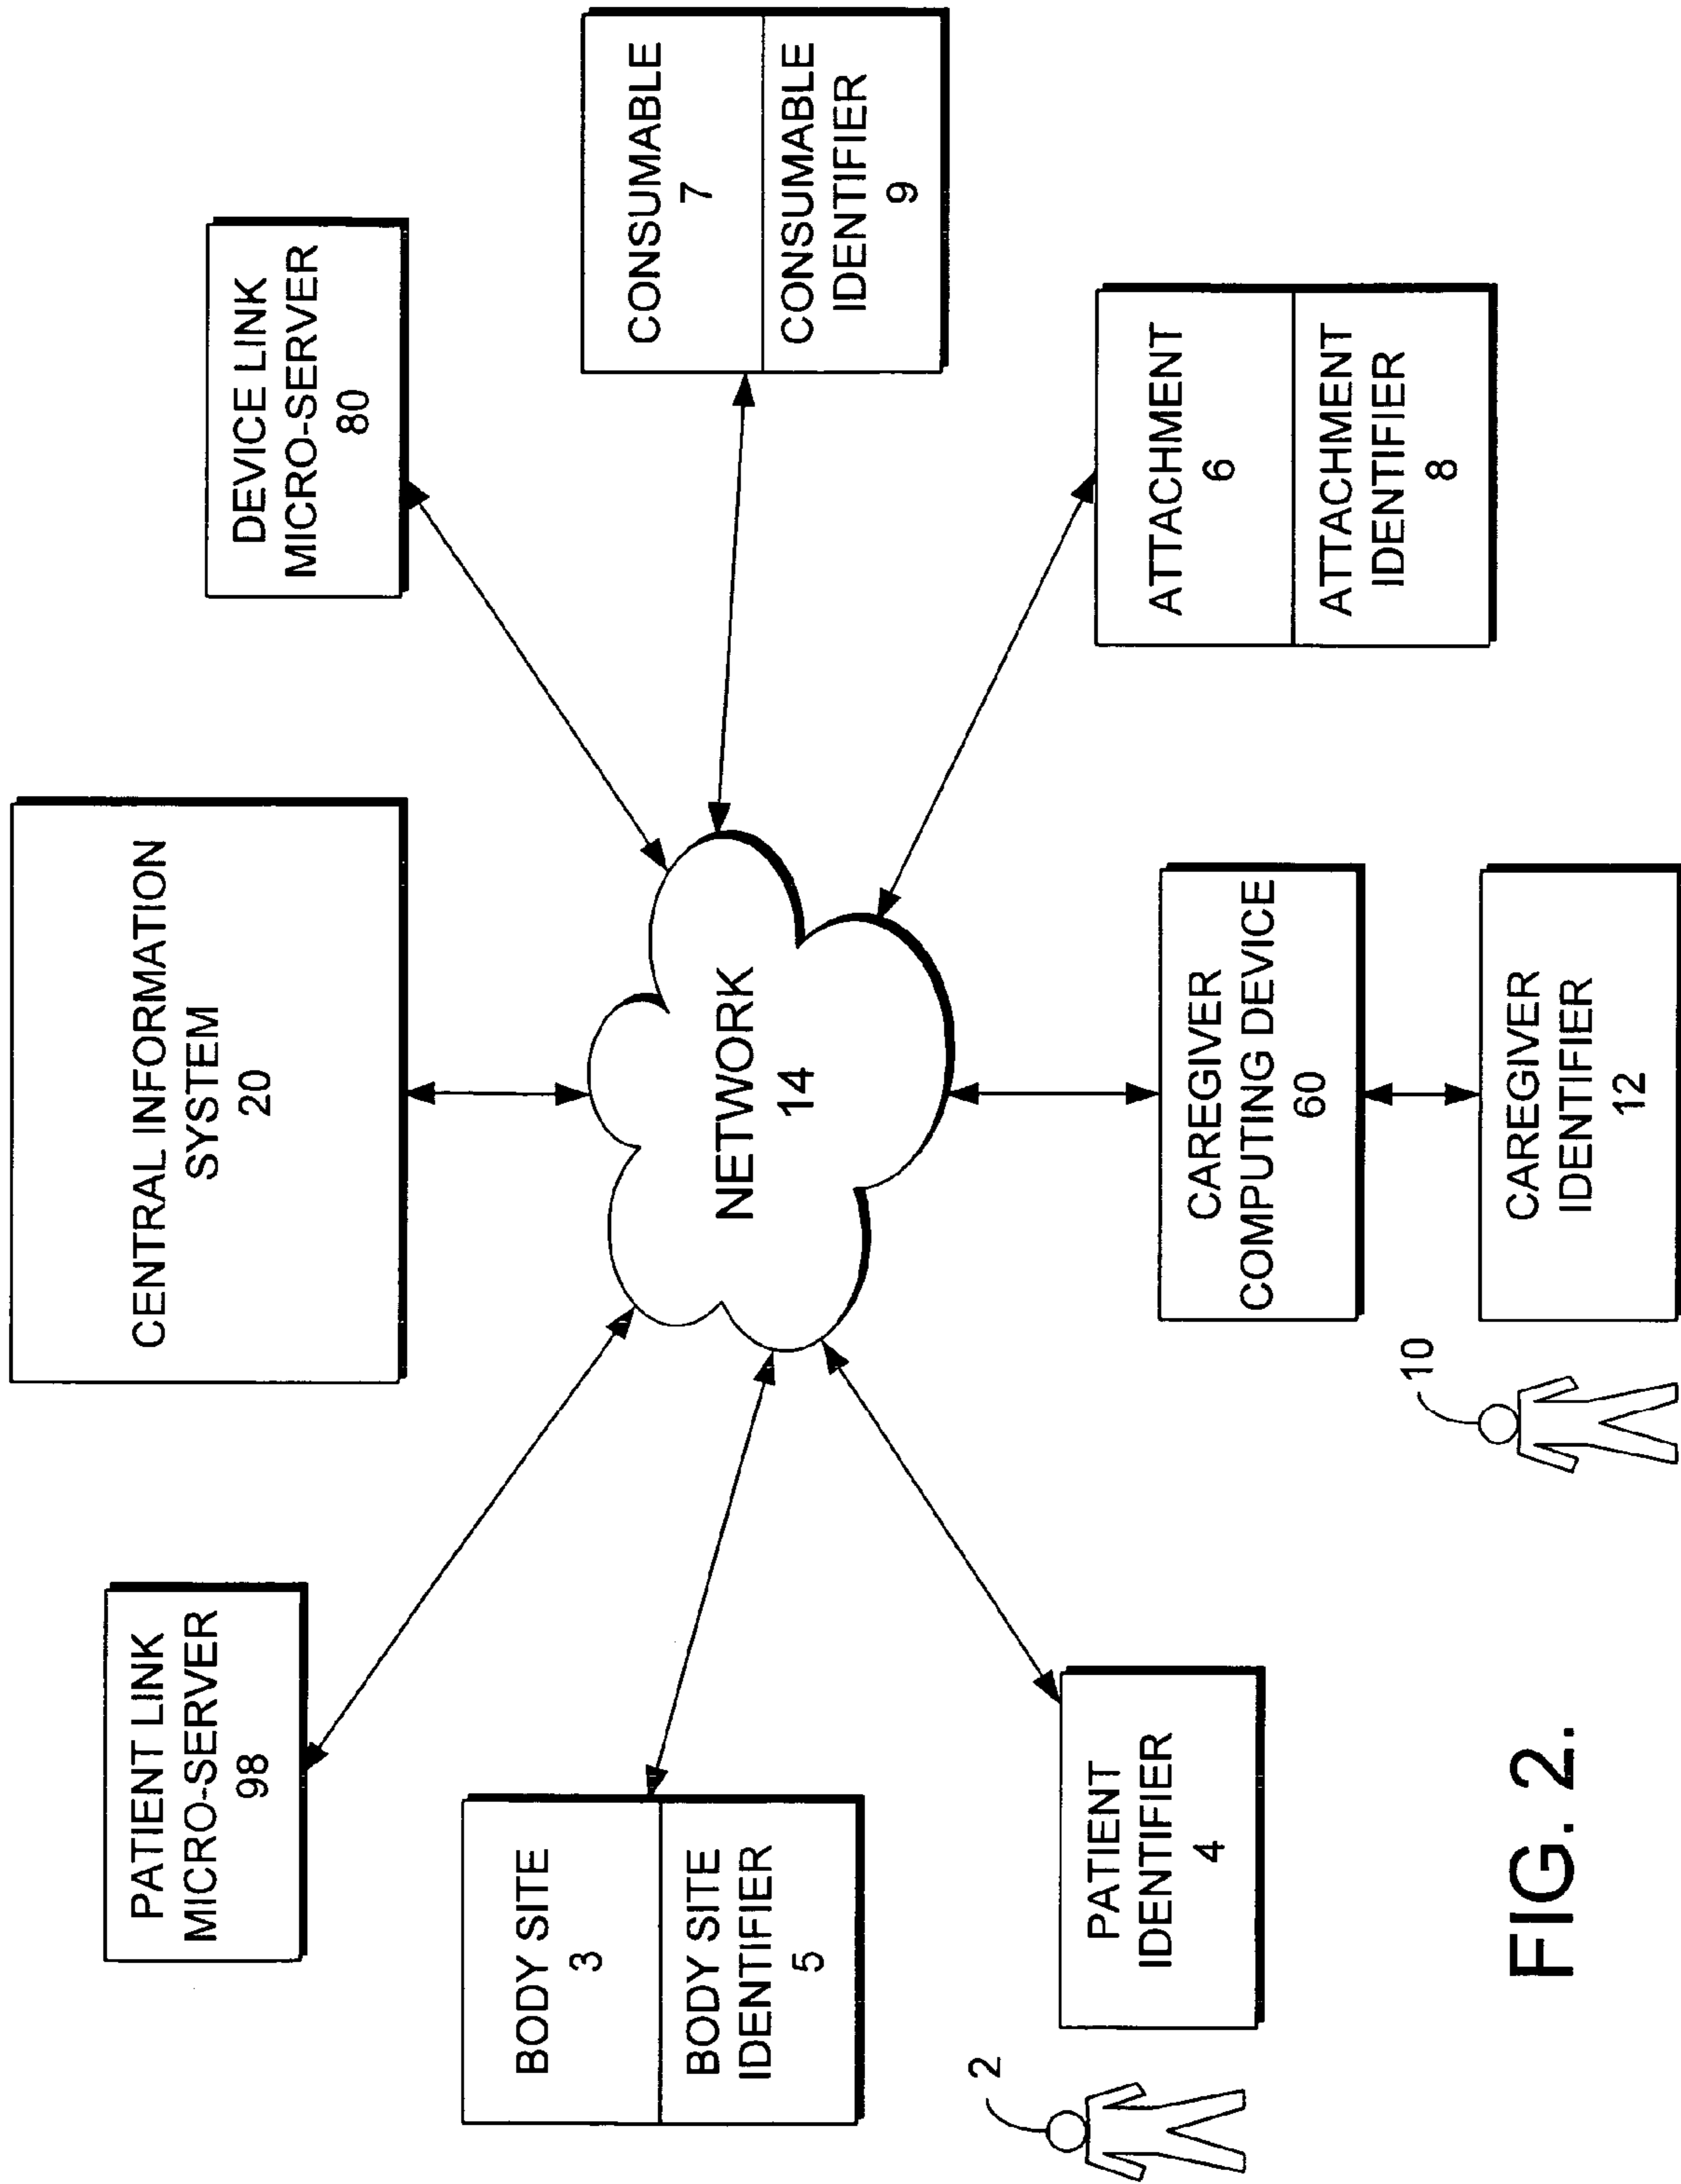 CENTRAL INFORMATION
SYSTEM
20
PATIENT LINK
MICRO-SERVER
98
DEVICE LINK
MICRO-SERVER
80
BODY SITE
3
BODY SITE
IDENTIFIER
5
NETWORK
14
CONSUMABLE
7
CONSUMABLE
IDENTIFIER
9
2
PATIENT
IDENTIFIER
4
CAREGIVER
COMPUTING DEVICE
60
ATTACHMENT
6
ATTACHMENT
IDENTIFIER
8
10
CAREGIVER
IDENTIFIER
12
FIG. 2.